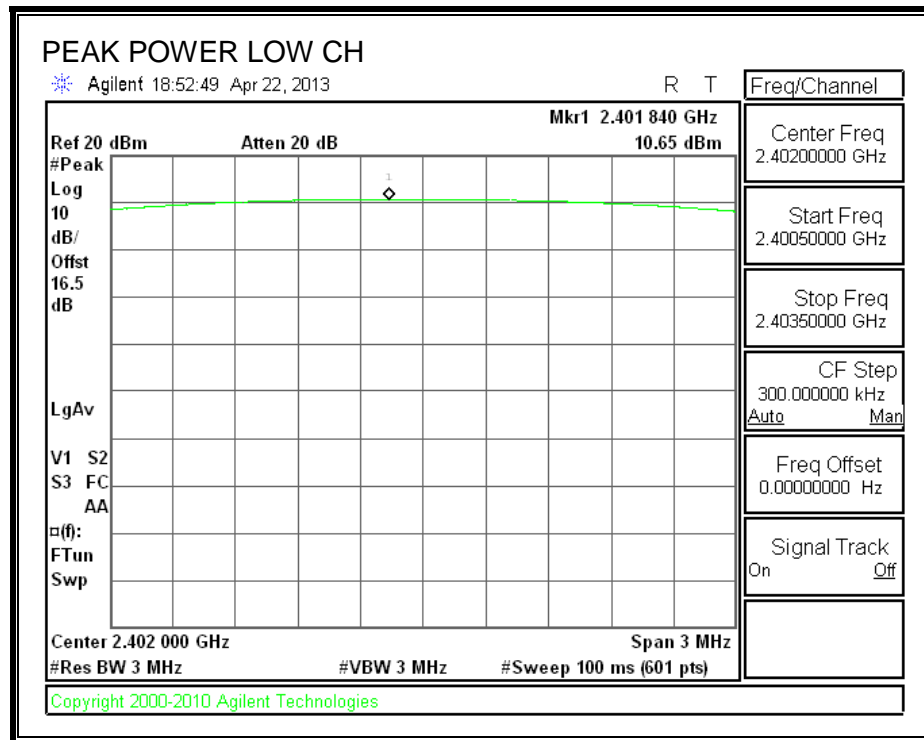 PEAK POWER LOW CH
Agilent 18:52:49 Apr 22, 2013 R T
Mkr1 2.401 840 GHz
Ref 20 dBm Atten 20 dB 10.65 dBm
#Peak
Log
10
dB/
Offst
16.5
dB
LgAv
V1 S2
S3 FC
AA
¤(f):
FTun
Swp
1
Center 2.402 000 GHz Span 3 MHz
#Res BW 3 MHz #VBW 3 MHz #Sweep 100 ms (601 pts)
Copyright 2000-2010 Agilent Technologies
Freq/Channel
Center Freq
2.40200000 GHz
Start Freq
2.40050000 GHz
Stop Freq
2.40350000 GHz
CF Step
300.000000 kHz
Auto Man
Freq Offset
0.00000000 Hz
Signal Track
On Off